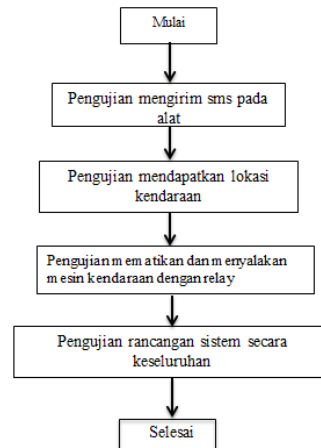 Mulai
Pengujian mengirim sms pada
alat
Pengujian mendapatkan lokasi
kendaraan
Pengujian mematikan dan menyalakan
mesin kendaraan dengan relay
Pengujian rancangan sistem secara
keseluruhan
Selesai